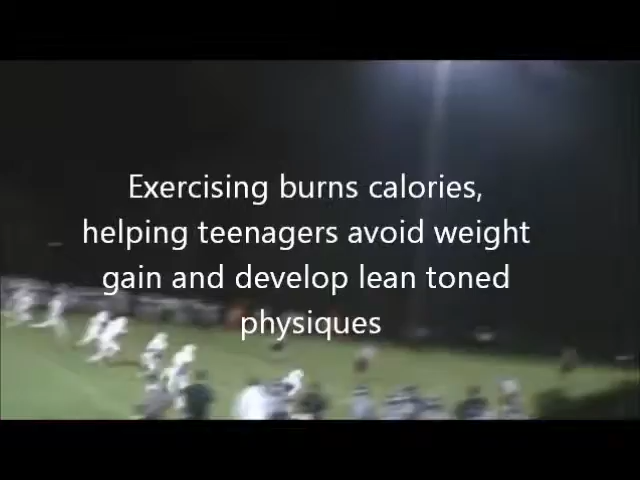 Exercising burns calories,
helping teenagers avoid weight
gain and develop lean toned
physiques